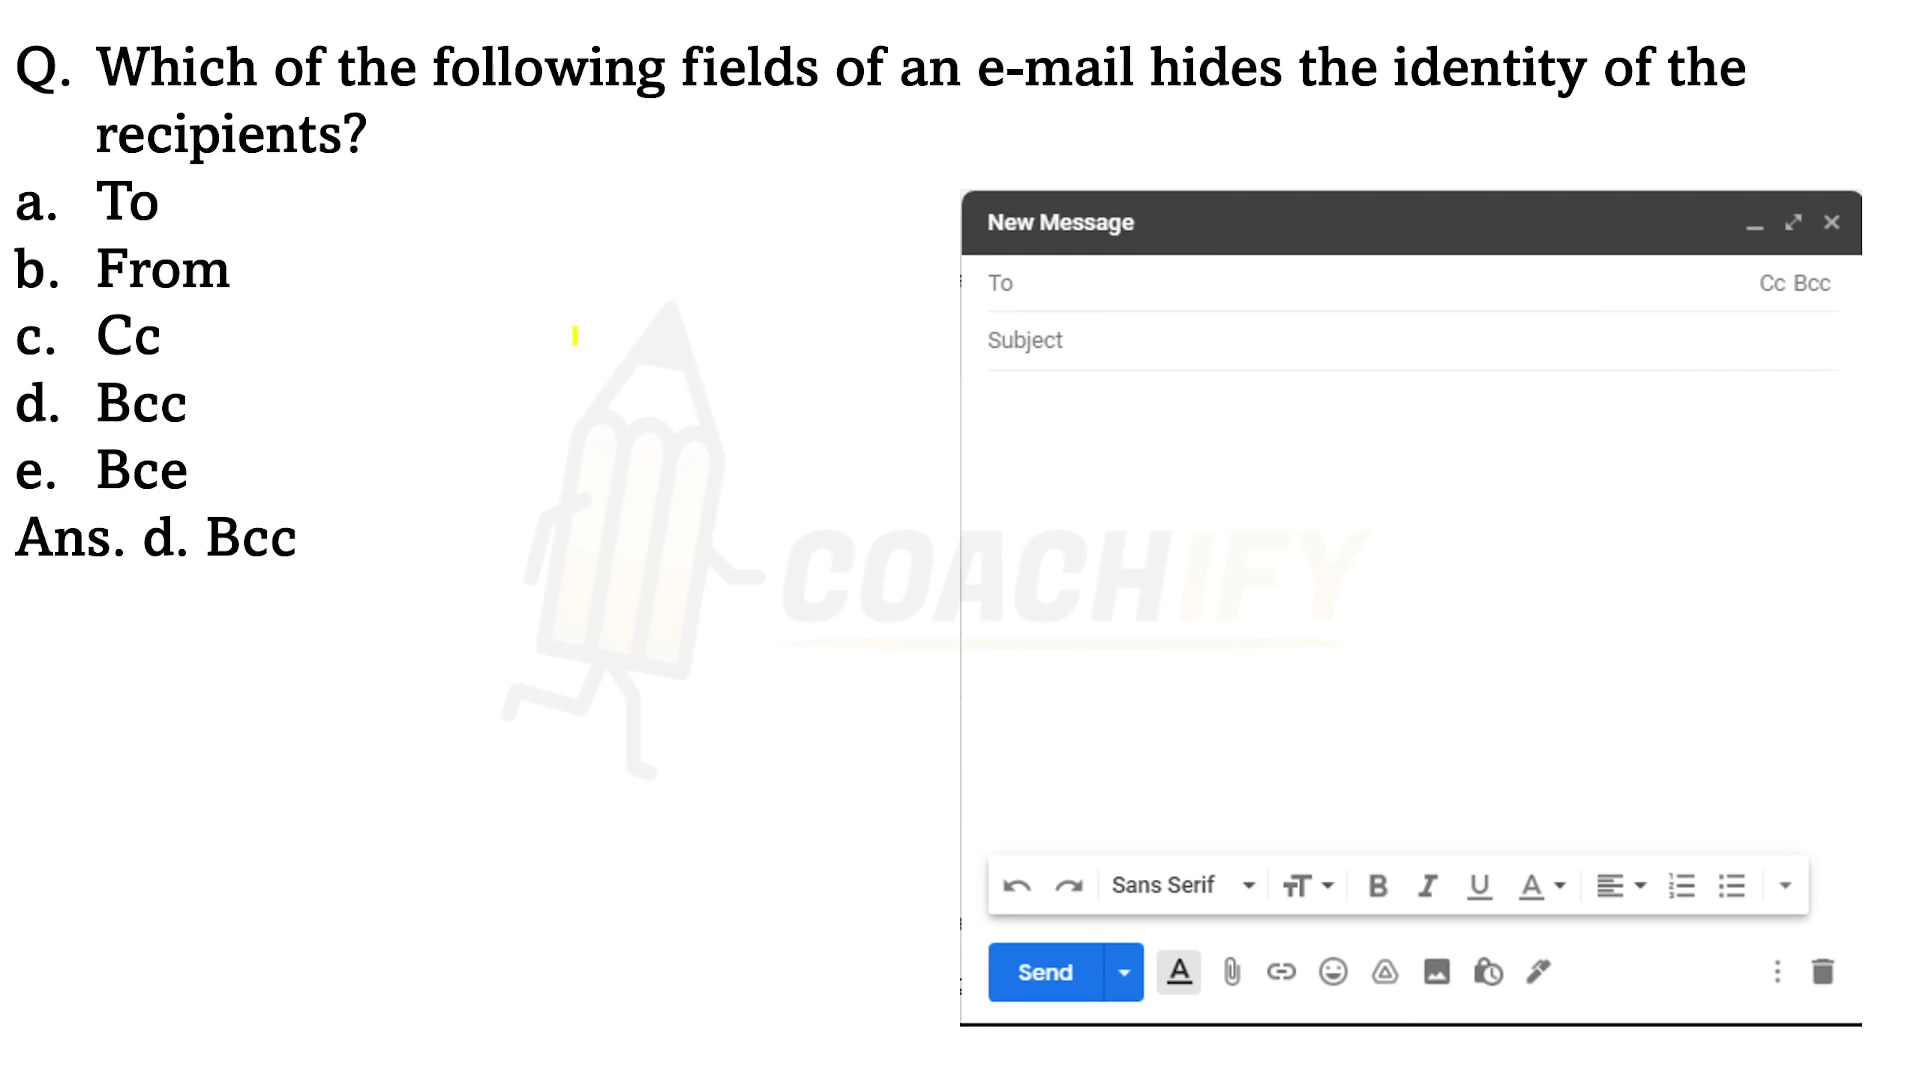 Q. Which of the following fields of an e-mail hides the identity of the
recipients?
a. To
b. From
c. Cc
d. Bcc
e. Bce
Ans. d. Bcc
New Message
To Cc Bcc
Subject
COACHIFY
Sans Serif
Send